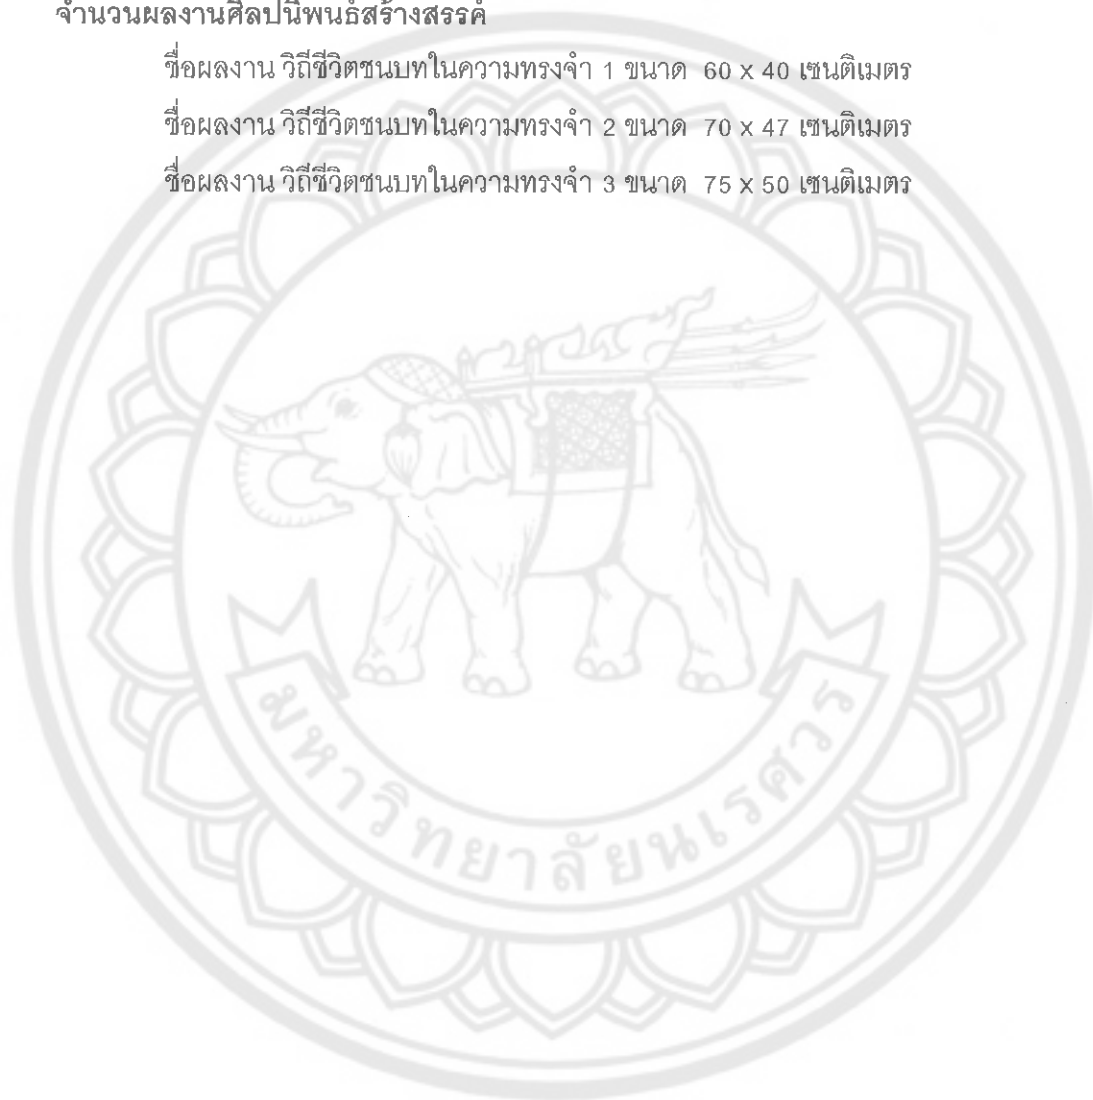 จำนวนผลงานศิลปนิพนธ์สร้างสรรค์
ชื่อผลงาน วิถีชีวิตชนบทในความทรงจำ 1 ขนาด 60 x 40 เซนติเมตร
ชื่อผลงาน วิถีชีวิตชนบทในความทรงจำ 2 ขนาด 70 x 47 เซนติเมตร
ชื่อผลงาน วิถีชีวิตชนบทในความทรงจำ 3 ขนาด 75 x 50 เซนติเมตร
มหาวิทยาลัยนเรศวร